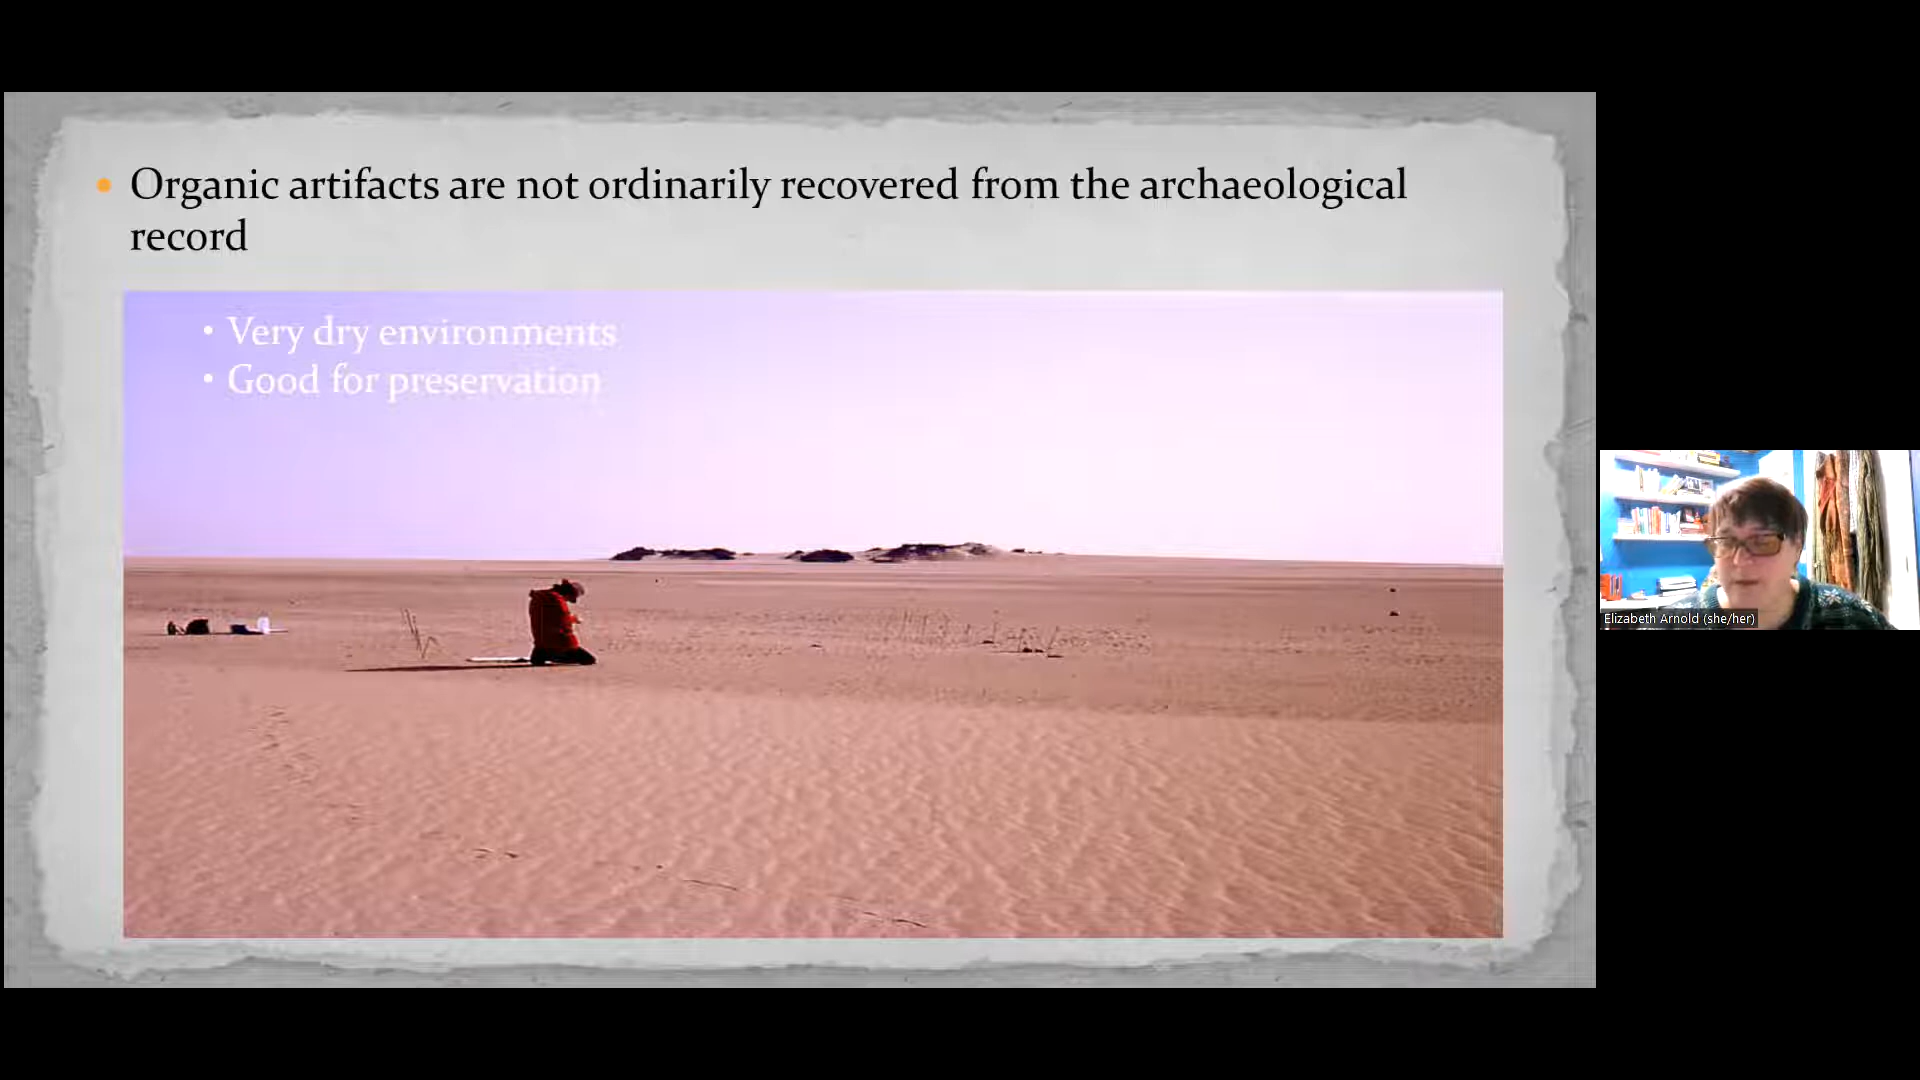 • Organic artifacts are not ordinarily recovered from the archaeological
record
• Very dry environments
• Good for preservation
Elizabeth Arnold (she/her)